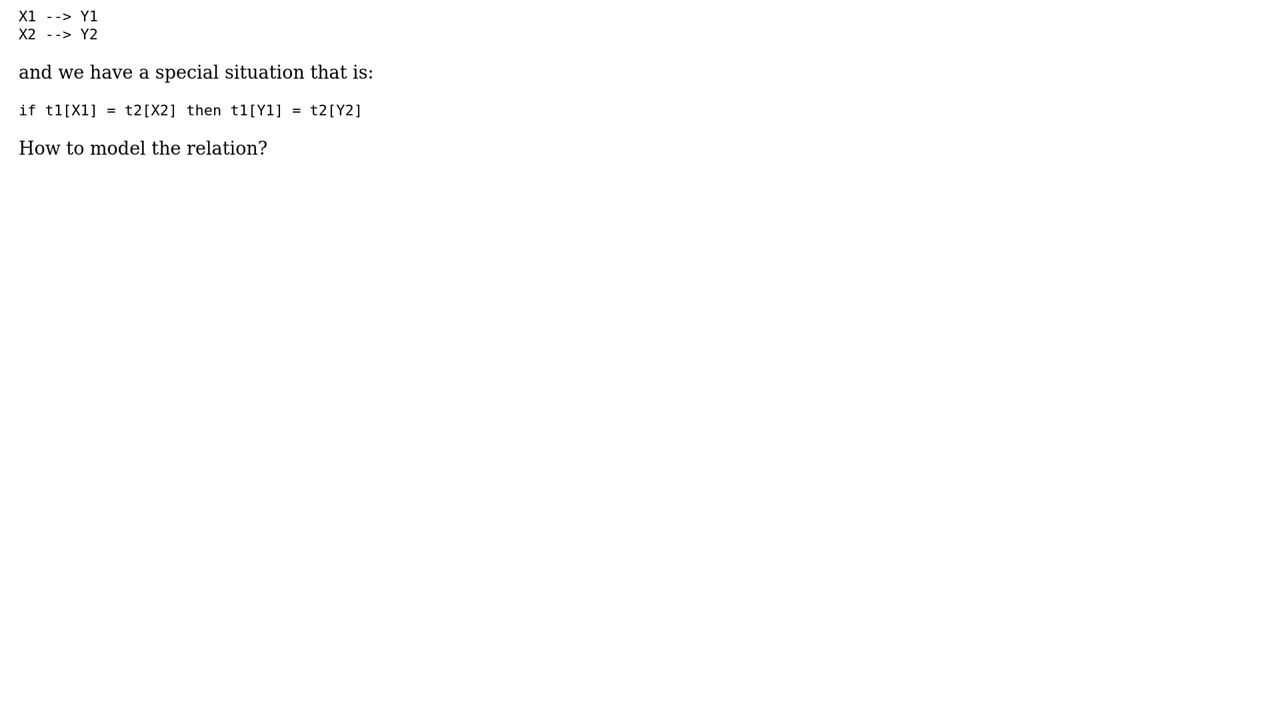 X1 --> Y1
X2 --> Y2
and we have a special situation that is:
if t1[X1] = t2[X2] then t1[Y1] = t2[Y2]
How to model the relation?